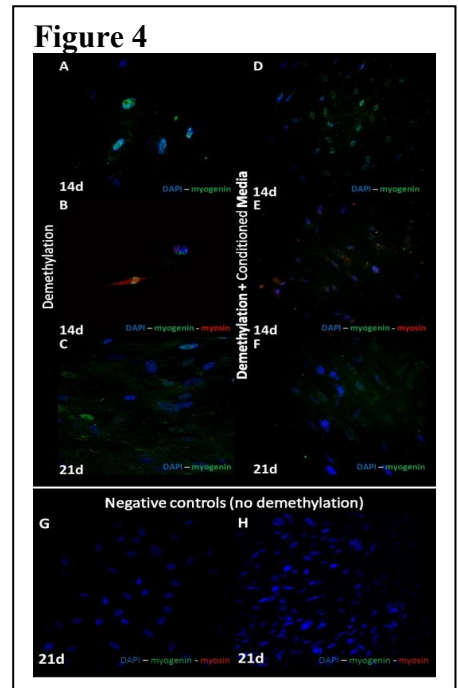 Figure 4
A
14d
DAPI – myogenin
B
14d
DAPI – myogenin - myosin
C
21d
DAPI – myogenin
Demethylation
D
14d
DAPI – myogenin
E
14d
DAPI – myogenin - myosin
F
21d
DAPI – myogenin
Demethylation + Conditioned Media
Negative controls (no demethylation)
G
21d
DAPI – myogenin - myosin
H
21d
DAPI – myogenin - myosin